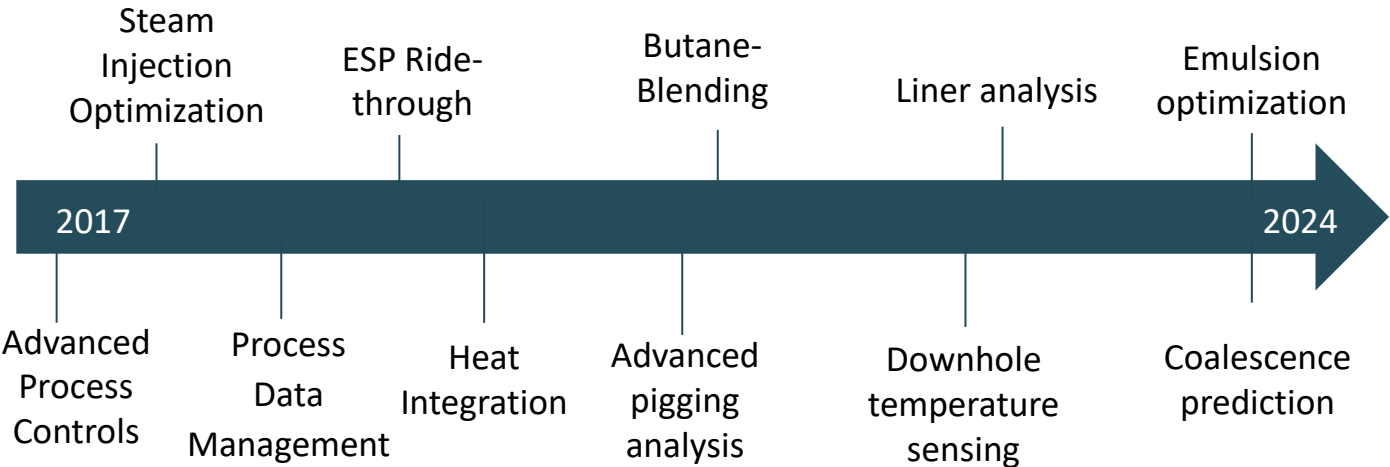 Steam
Injection
Optimization
ESP Ride-
through
Butane-
Blending
Liner analysis
Emulsion
optimization
2017
2024
Advanced
Process
Controls
Process
Data
Management
Heat
Integration
Advanced
pigging
analysis
Downhole
temperature
sensing
Coalescence
prediction